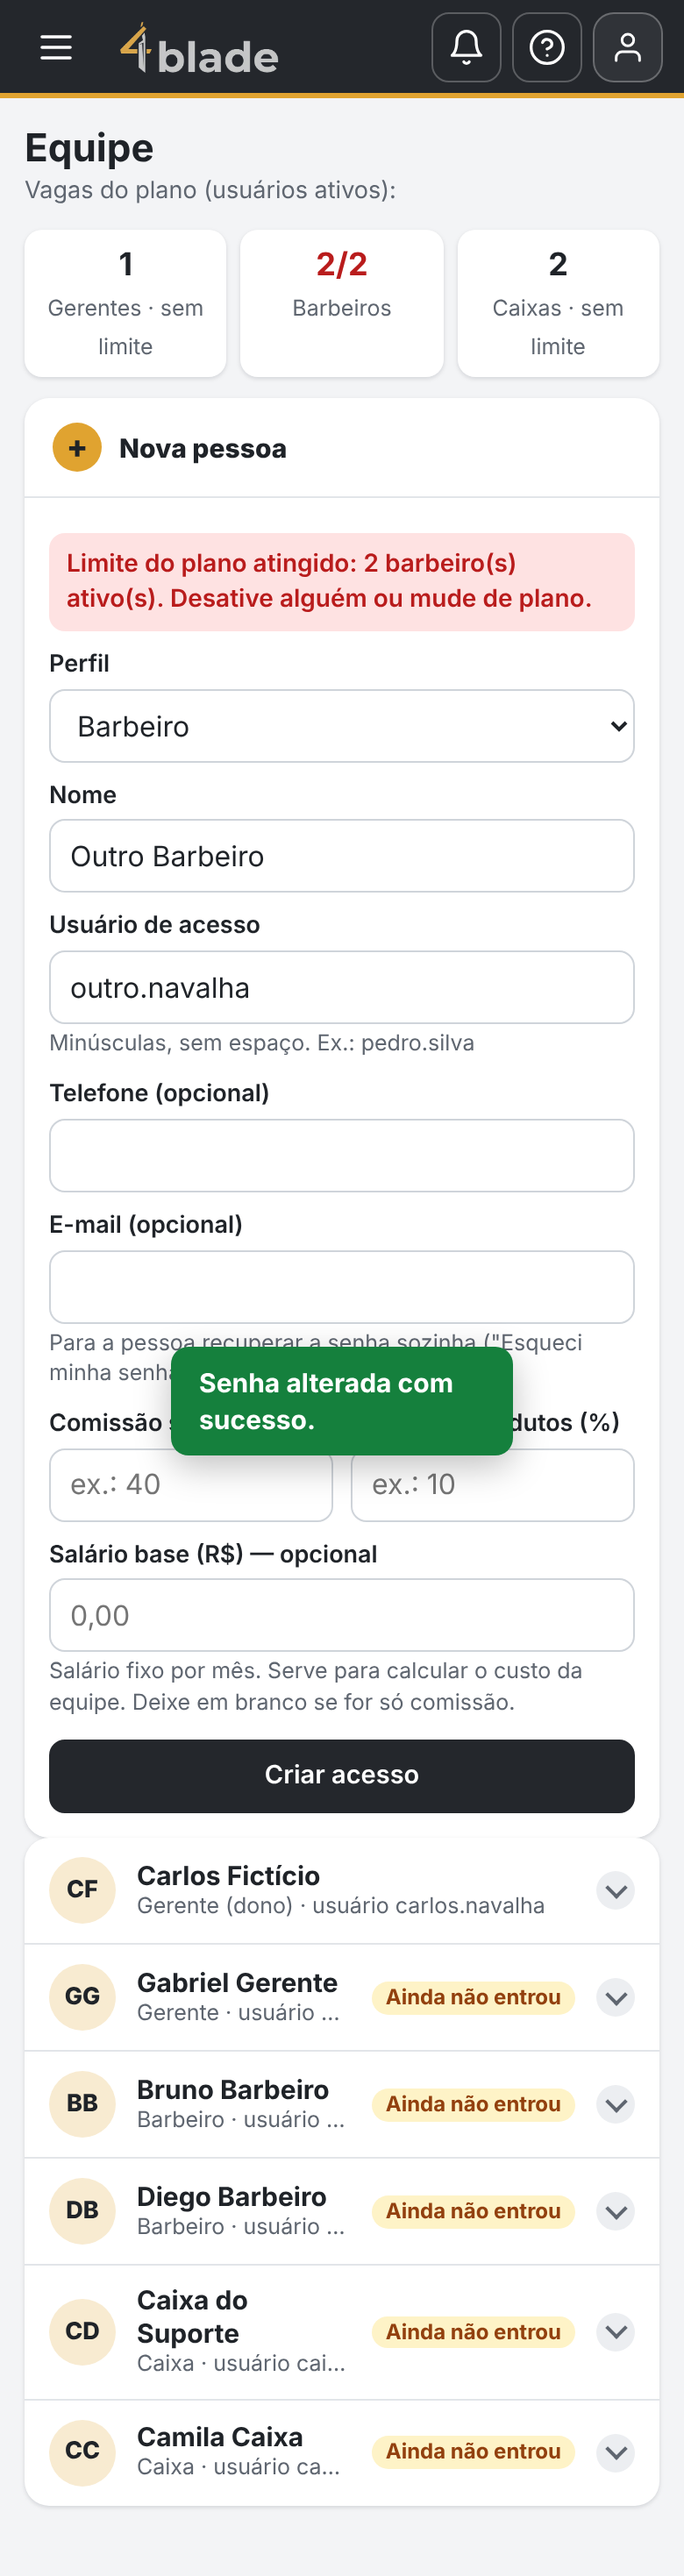 4blade
Equipe
Vagas do plano (usuários ativos):
1
Gerentes · sem
limite
2/2
Barbeiros
2
Caixas · sem
limite
+ Nova pessoa
Limite do plano atingido: 2 barbeiro(s)
ativo(s). Desative alguém ou mude de plano.
Perfil
Barbeiro
Nome
Outro Barbeiro
Usuário de acesso
outro.navalha
Minúsculas, sem espaço. Ex.: pedro.silva
Telefone (opcional)
E-mail (opcional)
Para a pessoa recuperar a senha sozinha ("Esqueci
minha
Senha alterada com
sucesso.
Comissão
(%)
ex.: 40
ex.: 10
Salário base (R$) — opcional
0,00
Salário fixo por mês. Serve para calcular o custo da
equipe. Deixe em branco se for só comissão.
Criar acesso
CF
Carlos Fictício
Gerente (dono) · usuário carlos.navalha
GG
Gabriel Gerente
Gerente · usuário ...
Ainda não entrou
BB
Bruno Barbeiro
Barbeiro · usuário ...
Ainda não entrou
DB
Diego Barbeiro
Barbeiro · usuário ...
Ainda não entrou
CD
Caixa do
Suporte
Caixa · usuário cai...
Ainda não entrou
CC
Camila Caixa
Caixa · usuário ca...
Ainda não entrou